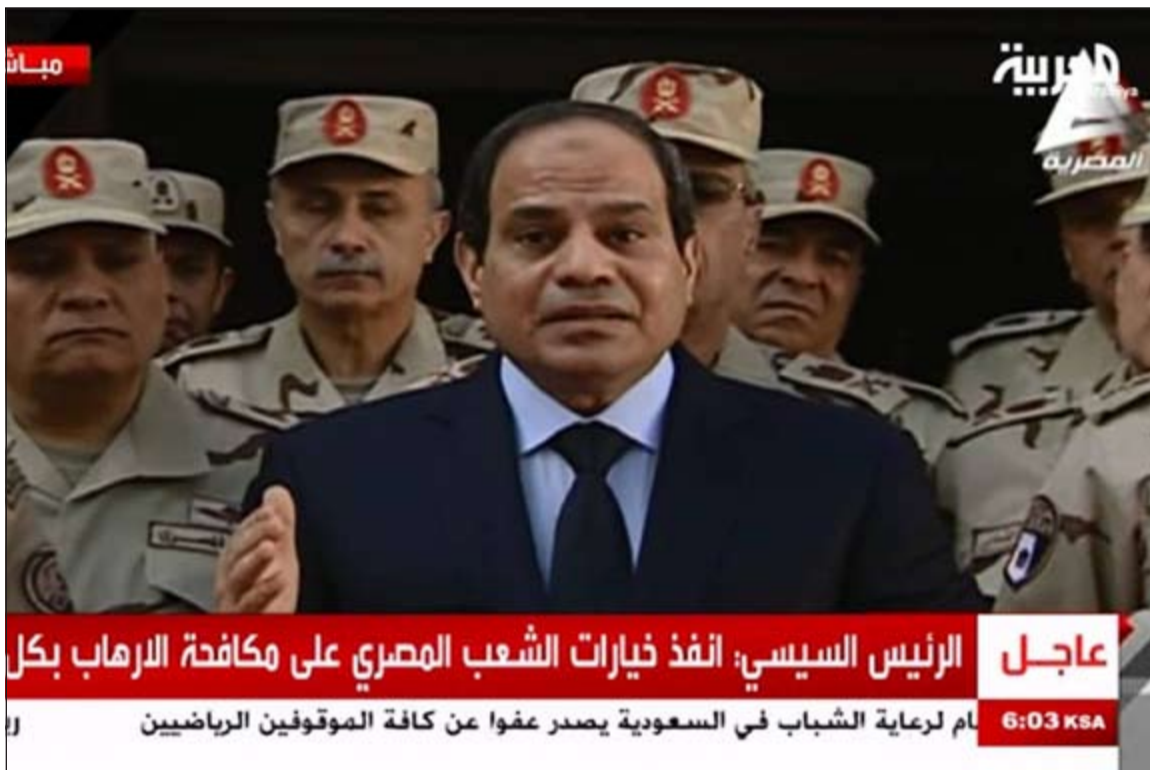 مباش
العربية
المصرية
عاجل
الرئيس السيسي: انفذ خيارات الشعب المصري على مكافحة الارهاب بكل
6:03 KSA
ام لرعاية الشباب في السعودية يصدر عفوا عن كافة الموقوفين الرياضيين